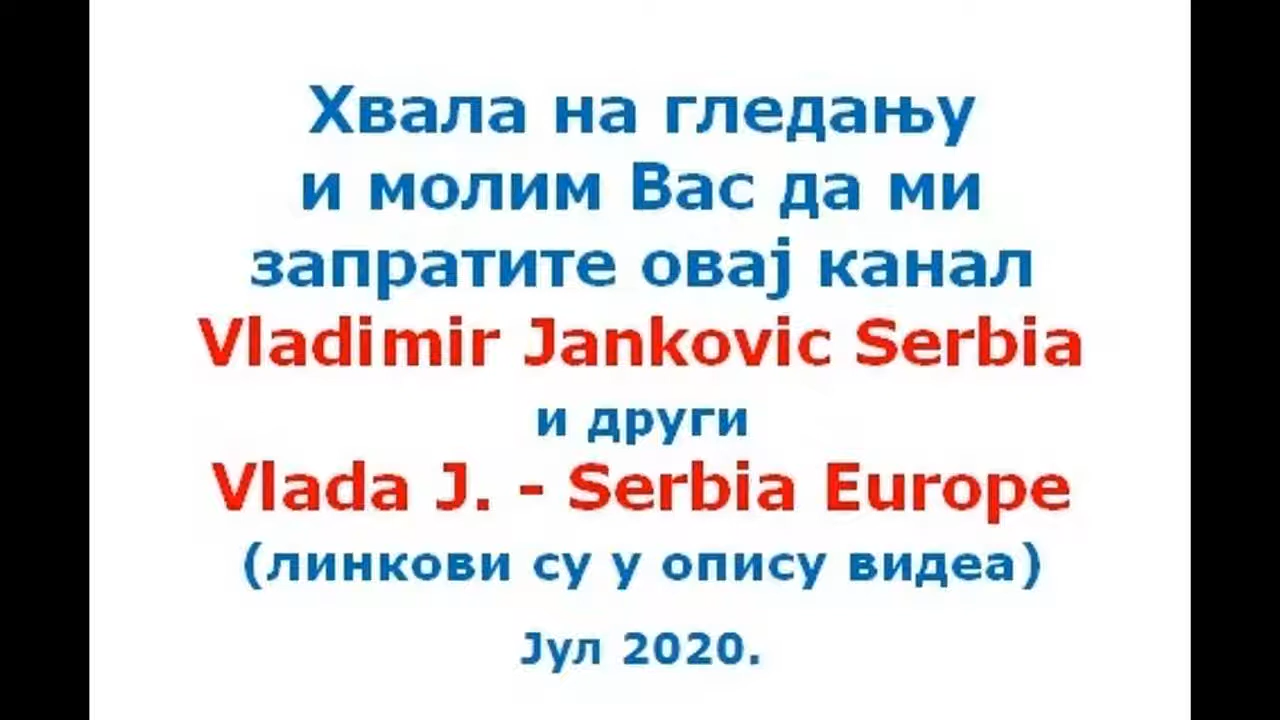 Хвала на гледању
и молим Вас да ми
запратите овај канал
Vladimir Jankovic Serbia
и други
Vlada J. - Serbia Europe
(линкови су у опису видеа)
Јул 2020.